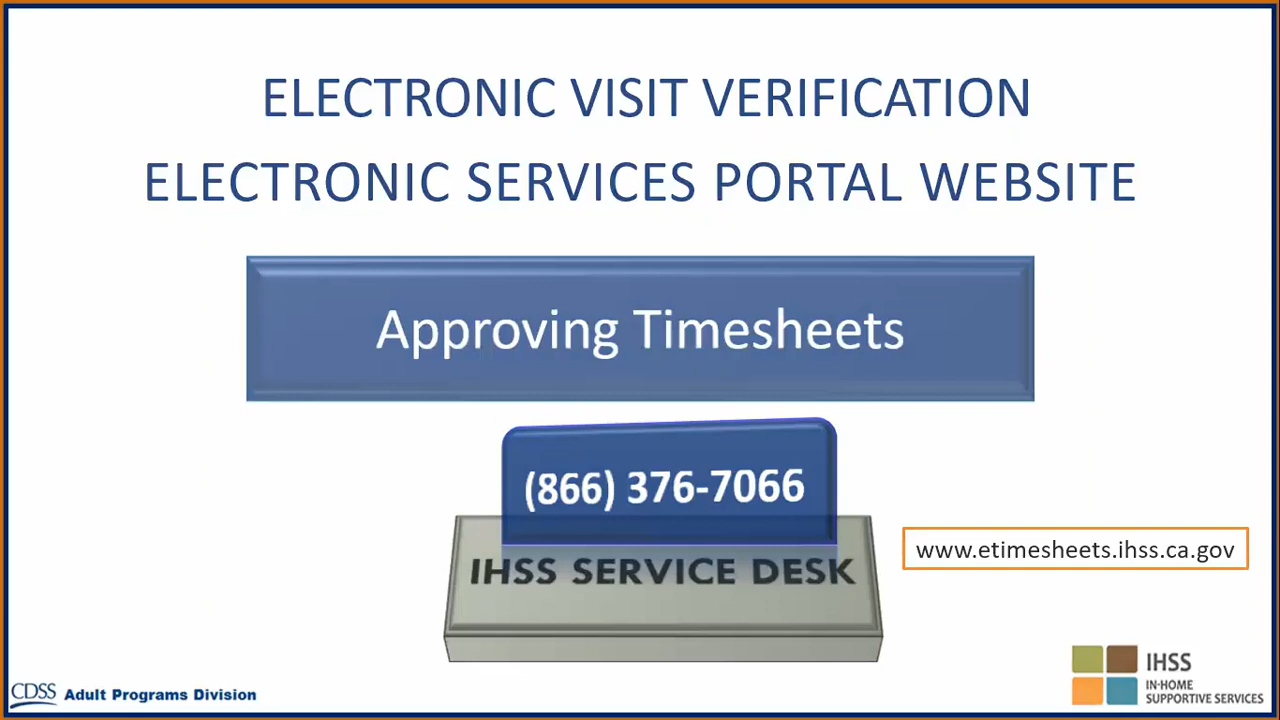 ELECTRONIC VISIT VERIFICATION
ELECTRONIC SERVICES PORTAL WEBSITE
Approving Timesheets
(866) 376-7066
IHSS SERVICE DESK
www.etimesheets.ihss.ca.gov
CDSS Adult Programs Division
IHSS
IN-HOME
SUPPORTIVE SERVICES